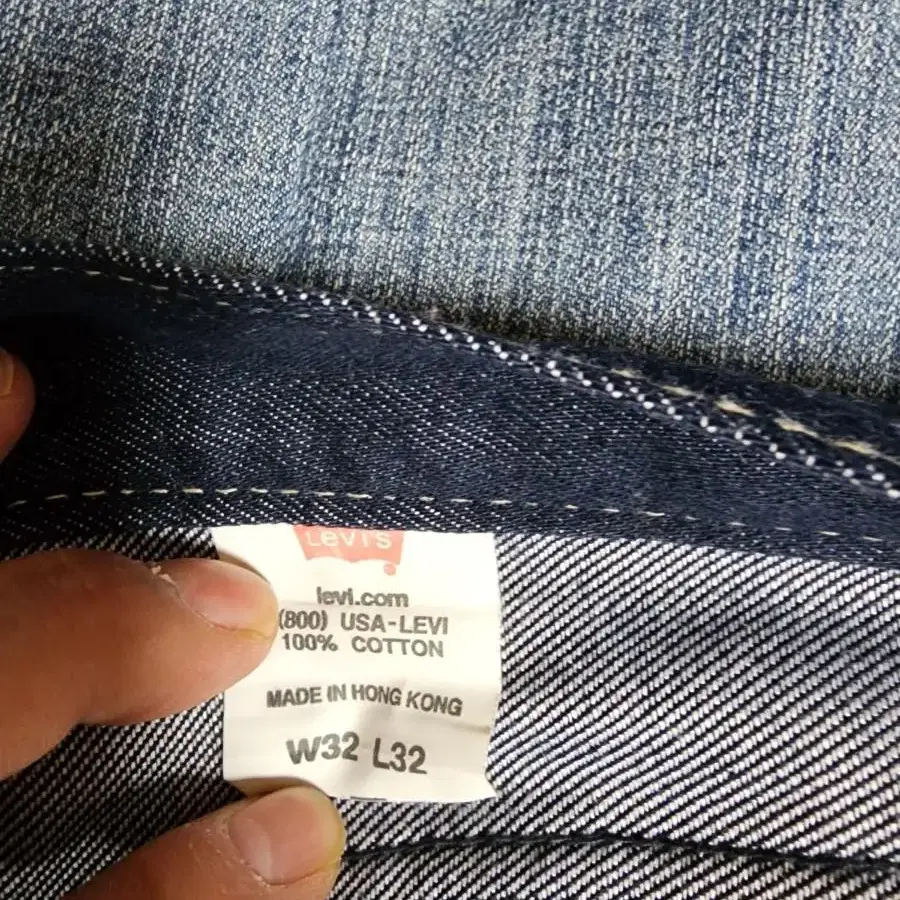 LeVI'S
levi.com
(800) USA-LEVI
100% COTTON
MADE IN HONG KONG
W32 L32